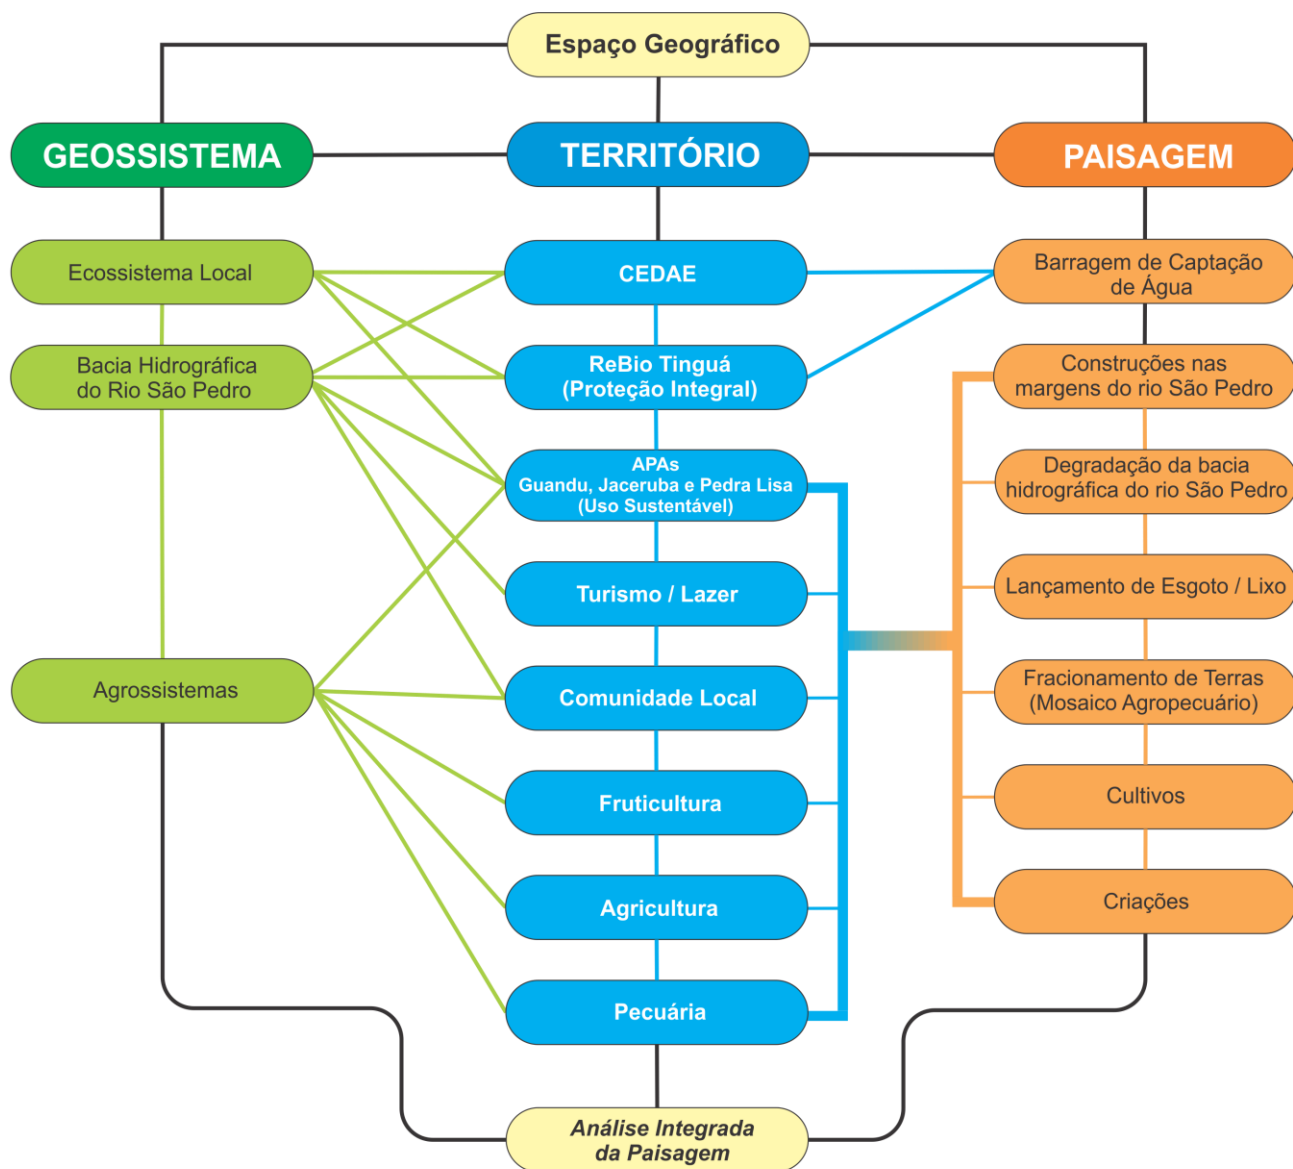 Espaço Geográfico
GEOSSISTEMA
TERRITÓRIO
PAISAGEM
Ecossistema Local
CEDAE
Barragem de Captação
de Água
Bacia Hidrográfica
do Rio São Pedro
ReBio Tinguá
(Proteção Integral)
Construções nas
margens do rio São Pedro
APAs
Guandu, Jaceruba e Pedra Lisa
(Uso Sustentável)
Degradação da bacia
hidrográfica do rio São Pedro
Turismo / Lazer
Lançamento de Esgoto / Lixo
Agrossistemas
Comunidade Local
Fracionamento de Terras
(Mosaico Agropecuário)
Fruticultura
Cultivos
Agricultura
Criações
Pecuária
Análise Integrada
da Paisagem